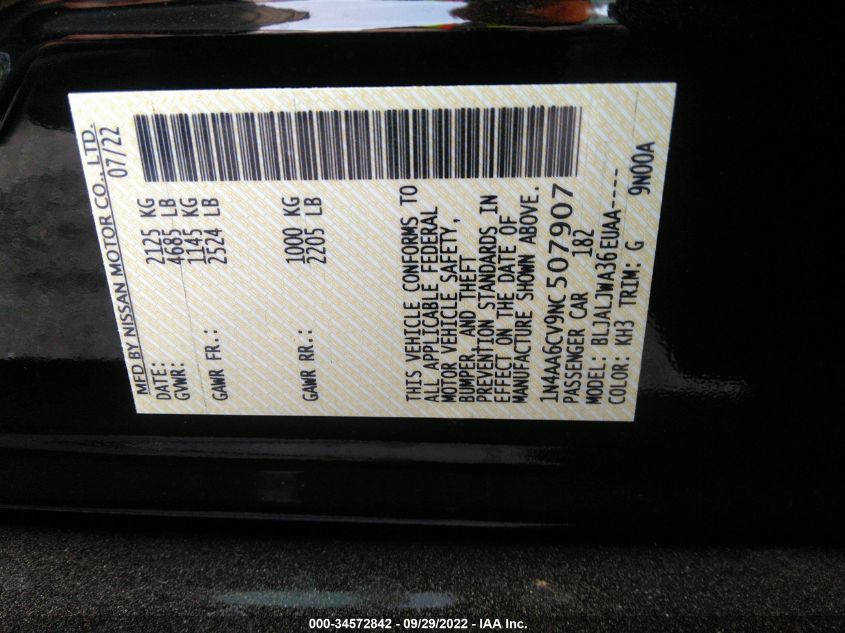 MFD BY NISSAN MOTOR CO., LTD.
DATE: 07/22
GVWR: 2125 KG
4685 LB
GAWR FR.: 1145 KG
2524 LB
GAWR RR.: 1000 KG
2205 LB
THIS VEHICLE CONFORMS TO
ALL APPLICABLE FEDERAL
MOTOR VEHICLE SAFETY,
BUMPER, AND THEFT
PREVENTION STANDARDS IN
EFFECT ON THE DATE OF
MANUFACTURE SHOWN ABOVE.
1N4AA6CV9NC507907
PASSENGER CAR 182
MODEL: BLJALJWA36EUAA-----
COLOR: KH3 TRIM: G 9N00A
000-34572842 - 09/29/2022 - IAA Inc.